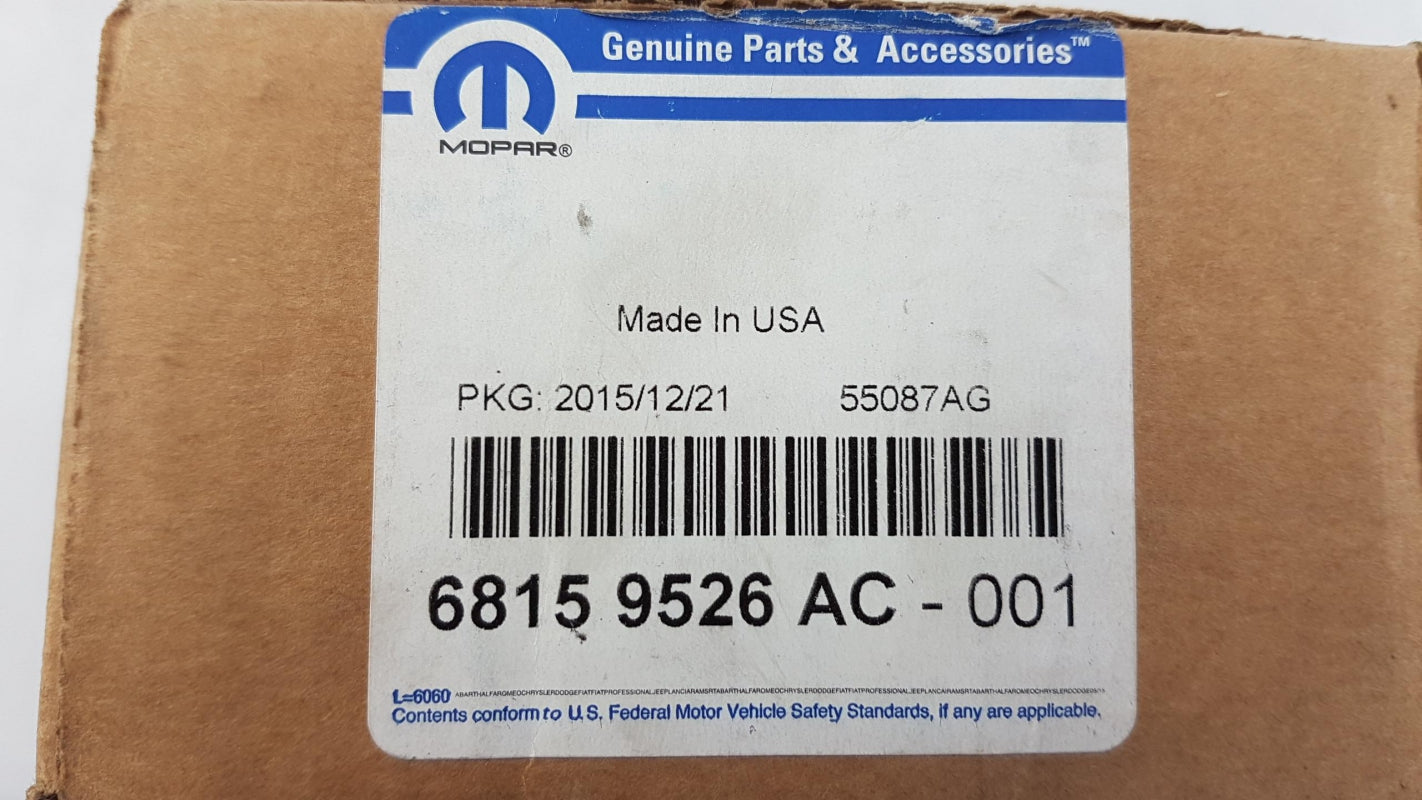 Genuine Parts & Accessories™
MOPAR®
Made In USA
PKG: 2015/12/21 55087AG
6815 9526 AC - 001
L=6060
Contents conform to U.S. Federal Motor Vehicle Safety Standards, if any are applicable.